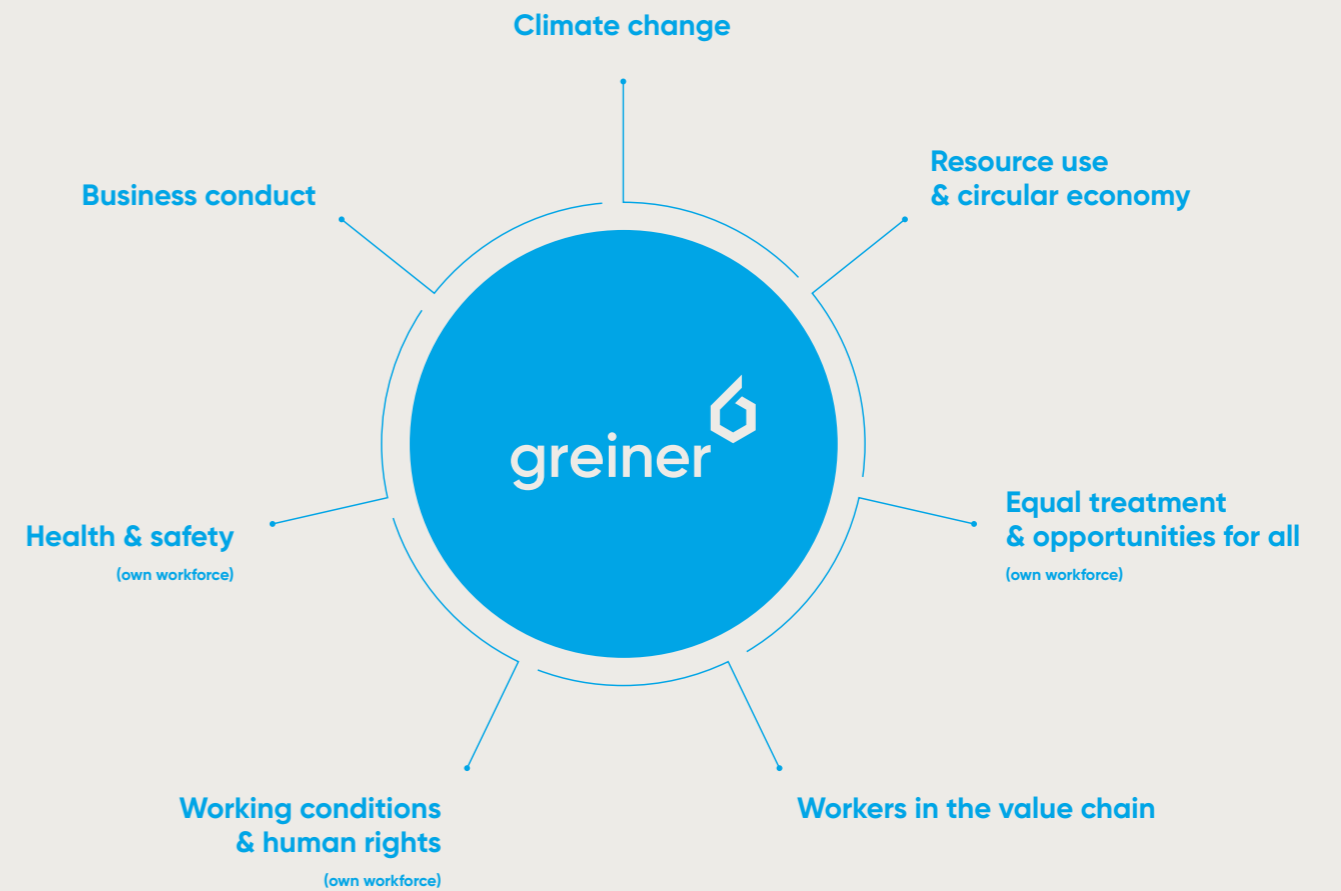 Climate change
Resource use
& circular economy
Business conduct
greiner
Equal treatment
& opportunities for all
(own workforce)
Health & safety
(own workforce)
Workers in the value chain
Working conditions
& human rights
(own workforce)